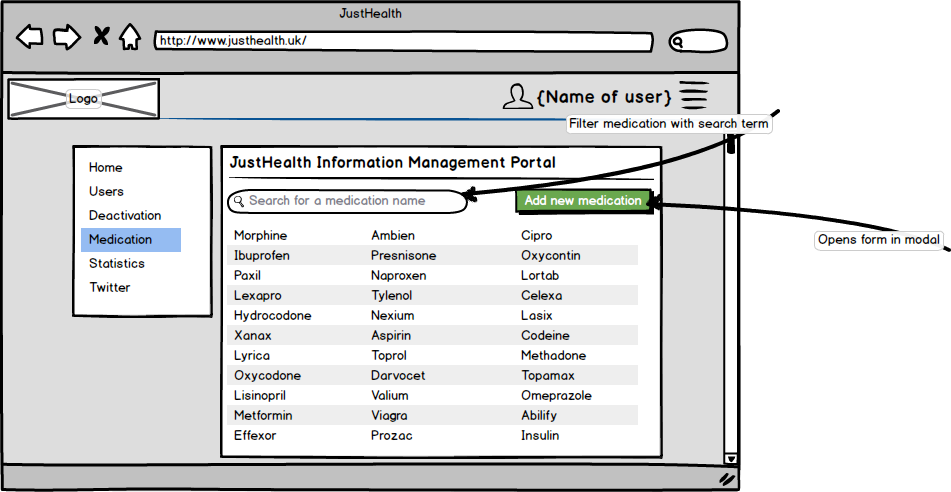 JustHealth
http://www.justhealth.uk/
Logo
{Name of user}
Filter medication with search term
Home
Users
Deactivation
Medication
Statistics
Twitter
JustHealth Information Management Portal
Search for a medication name
Add new medication
Opens form in modal
Morphine Ambien Cipro
Ibuprofen Presnisone Oxycontin
Paxil Naproxen Lortab
Lexapro Tylenol Celexa
Hydrocodone Nexium Lasix
Xanax Aspirin Codeine
Lyrica Toprol Methadone
Oxycodone Darvocet Topamax
Lisinopril Valium Omeprazole
Metformin Viagra Abilify
Effexor Prozac Insulin